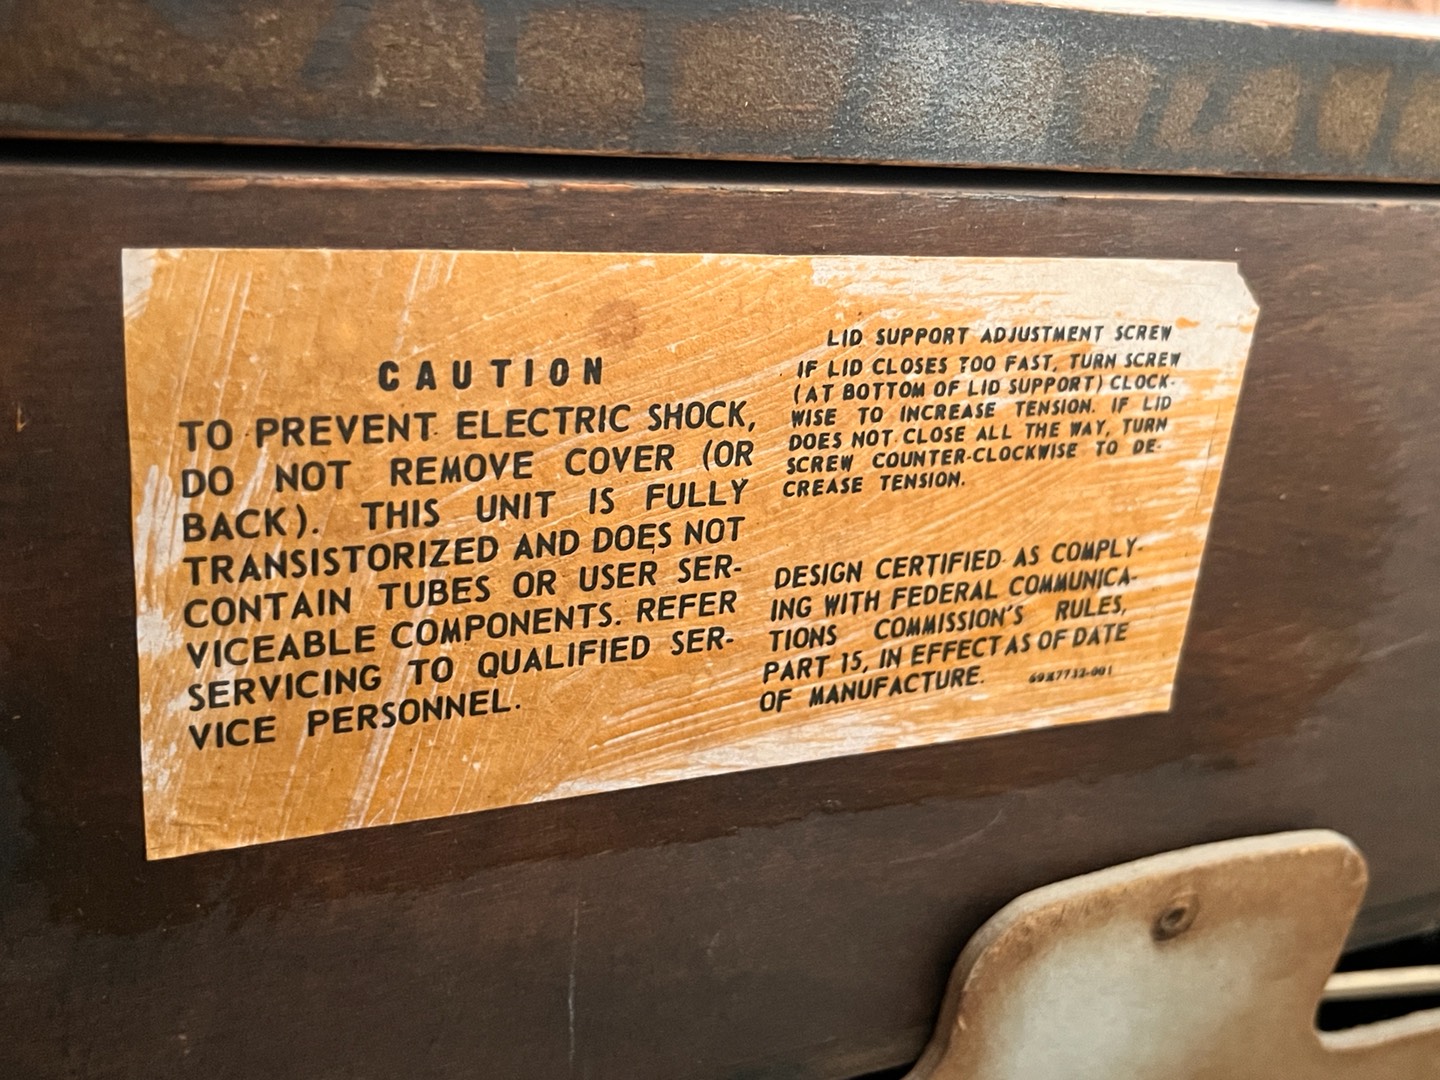 CAUTION
TO PREVENT ELECTRIC SHOCK,
DO NOT REMOVE COVER (OR
BACK). THIS UNIT IS FULLY
TRANSISTORIZED AND DOES NOT
CONTAIN TUBES OR USER SER-
VICEABLE COMPONENTS. REFER
SERVICING TO QUALIFIED SER-
VICE PERSONNEL.
LID SUPPORT ADJUSTMENT SCREW
IF LID CLOSES TOO FAST, TURN SCREW
(AT BOTTOM OF LID SUPPORT) CLOCK-
WISE TO INCREASE TENSION. IF LID
DOES NOT CLOSE ALL THE WAY, TURN
SCREW COUNTER-CLOCKWISE TO DE-
CREASE TENSION.
DESIGN CERTIFIED AS COMPLY-
ING WITH FEDERAL COMMUNICA-
TIONS COMMISSION'S RULES,
PART 15, IN EFFECT AS OF DATE
OF MANUFACTURE.